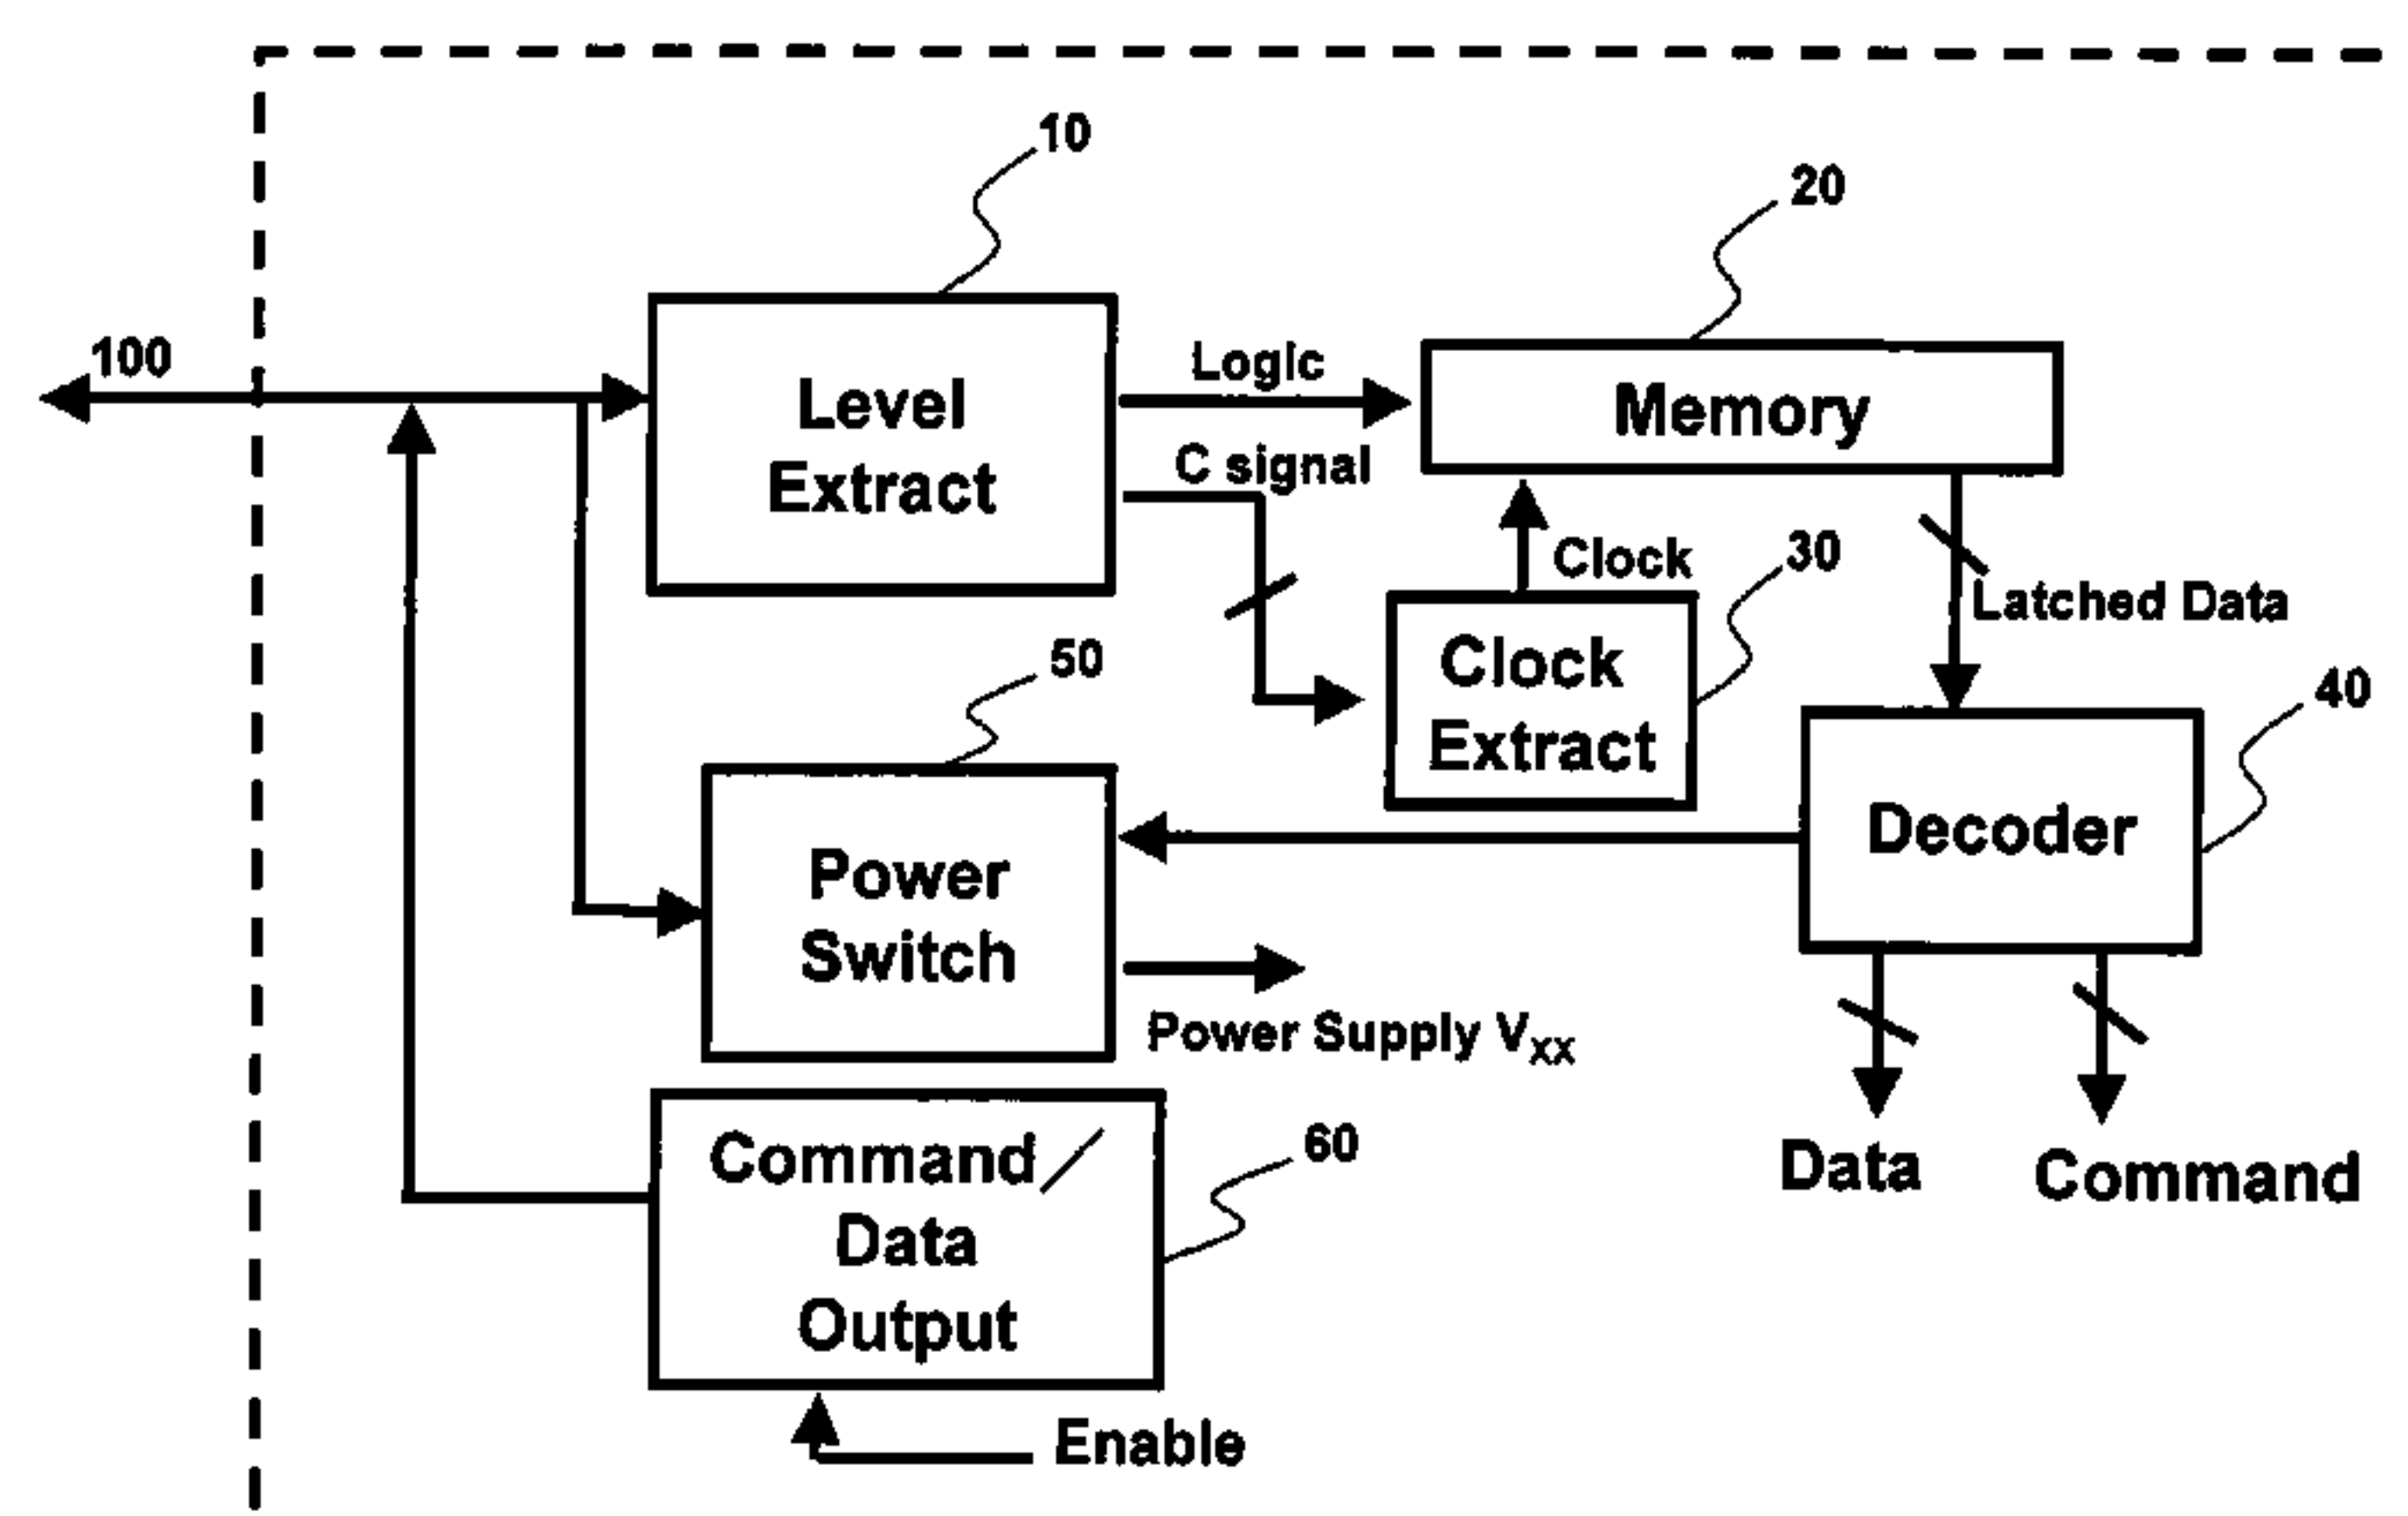 10
20
100
Level
Extract
Logic
C signal
Memory
Clock
30
Latched Data
Clock
Extract
50
40
Power
Switch
Decoder
Power Supply VXX
Command/
Data
Output
60
Data
Command
Enable